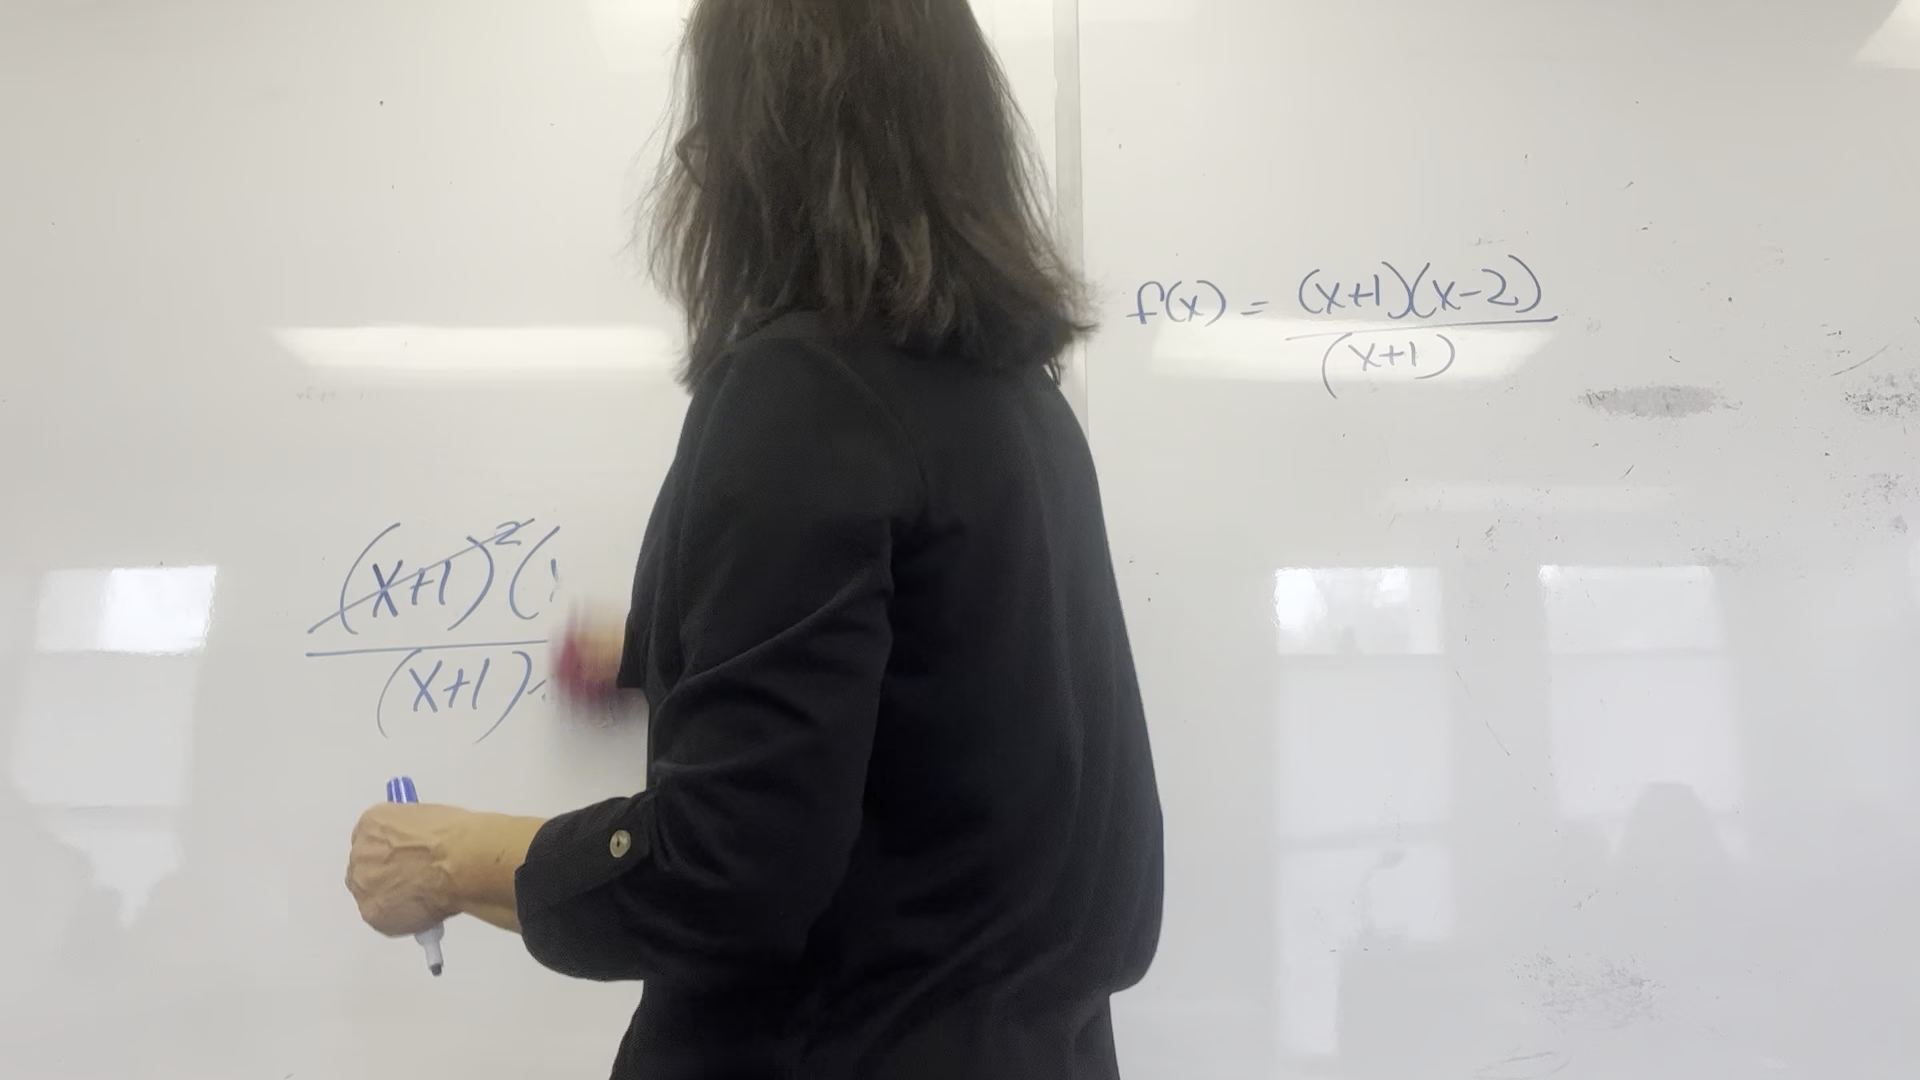 f(x) = (x+1)(x-2)
(x+1)
(x+1)²(
(x+1)